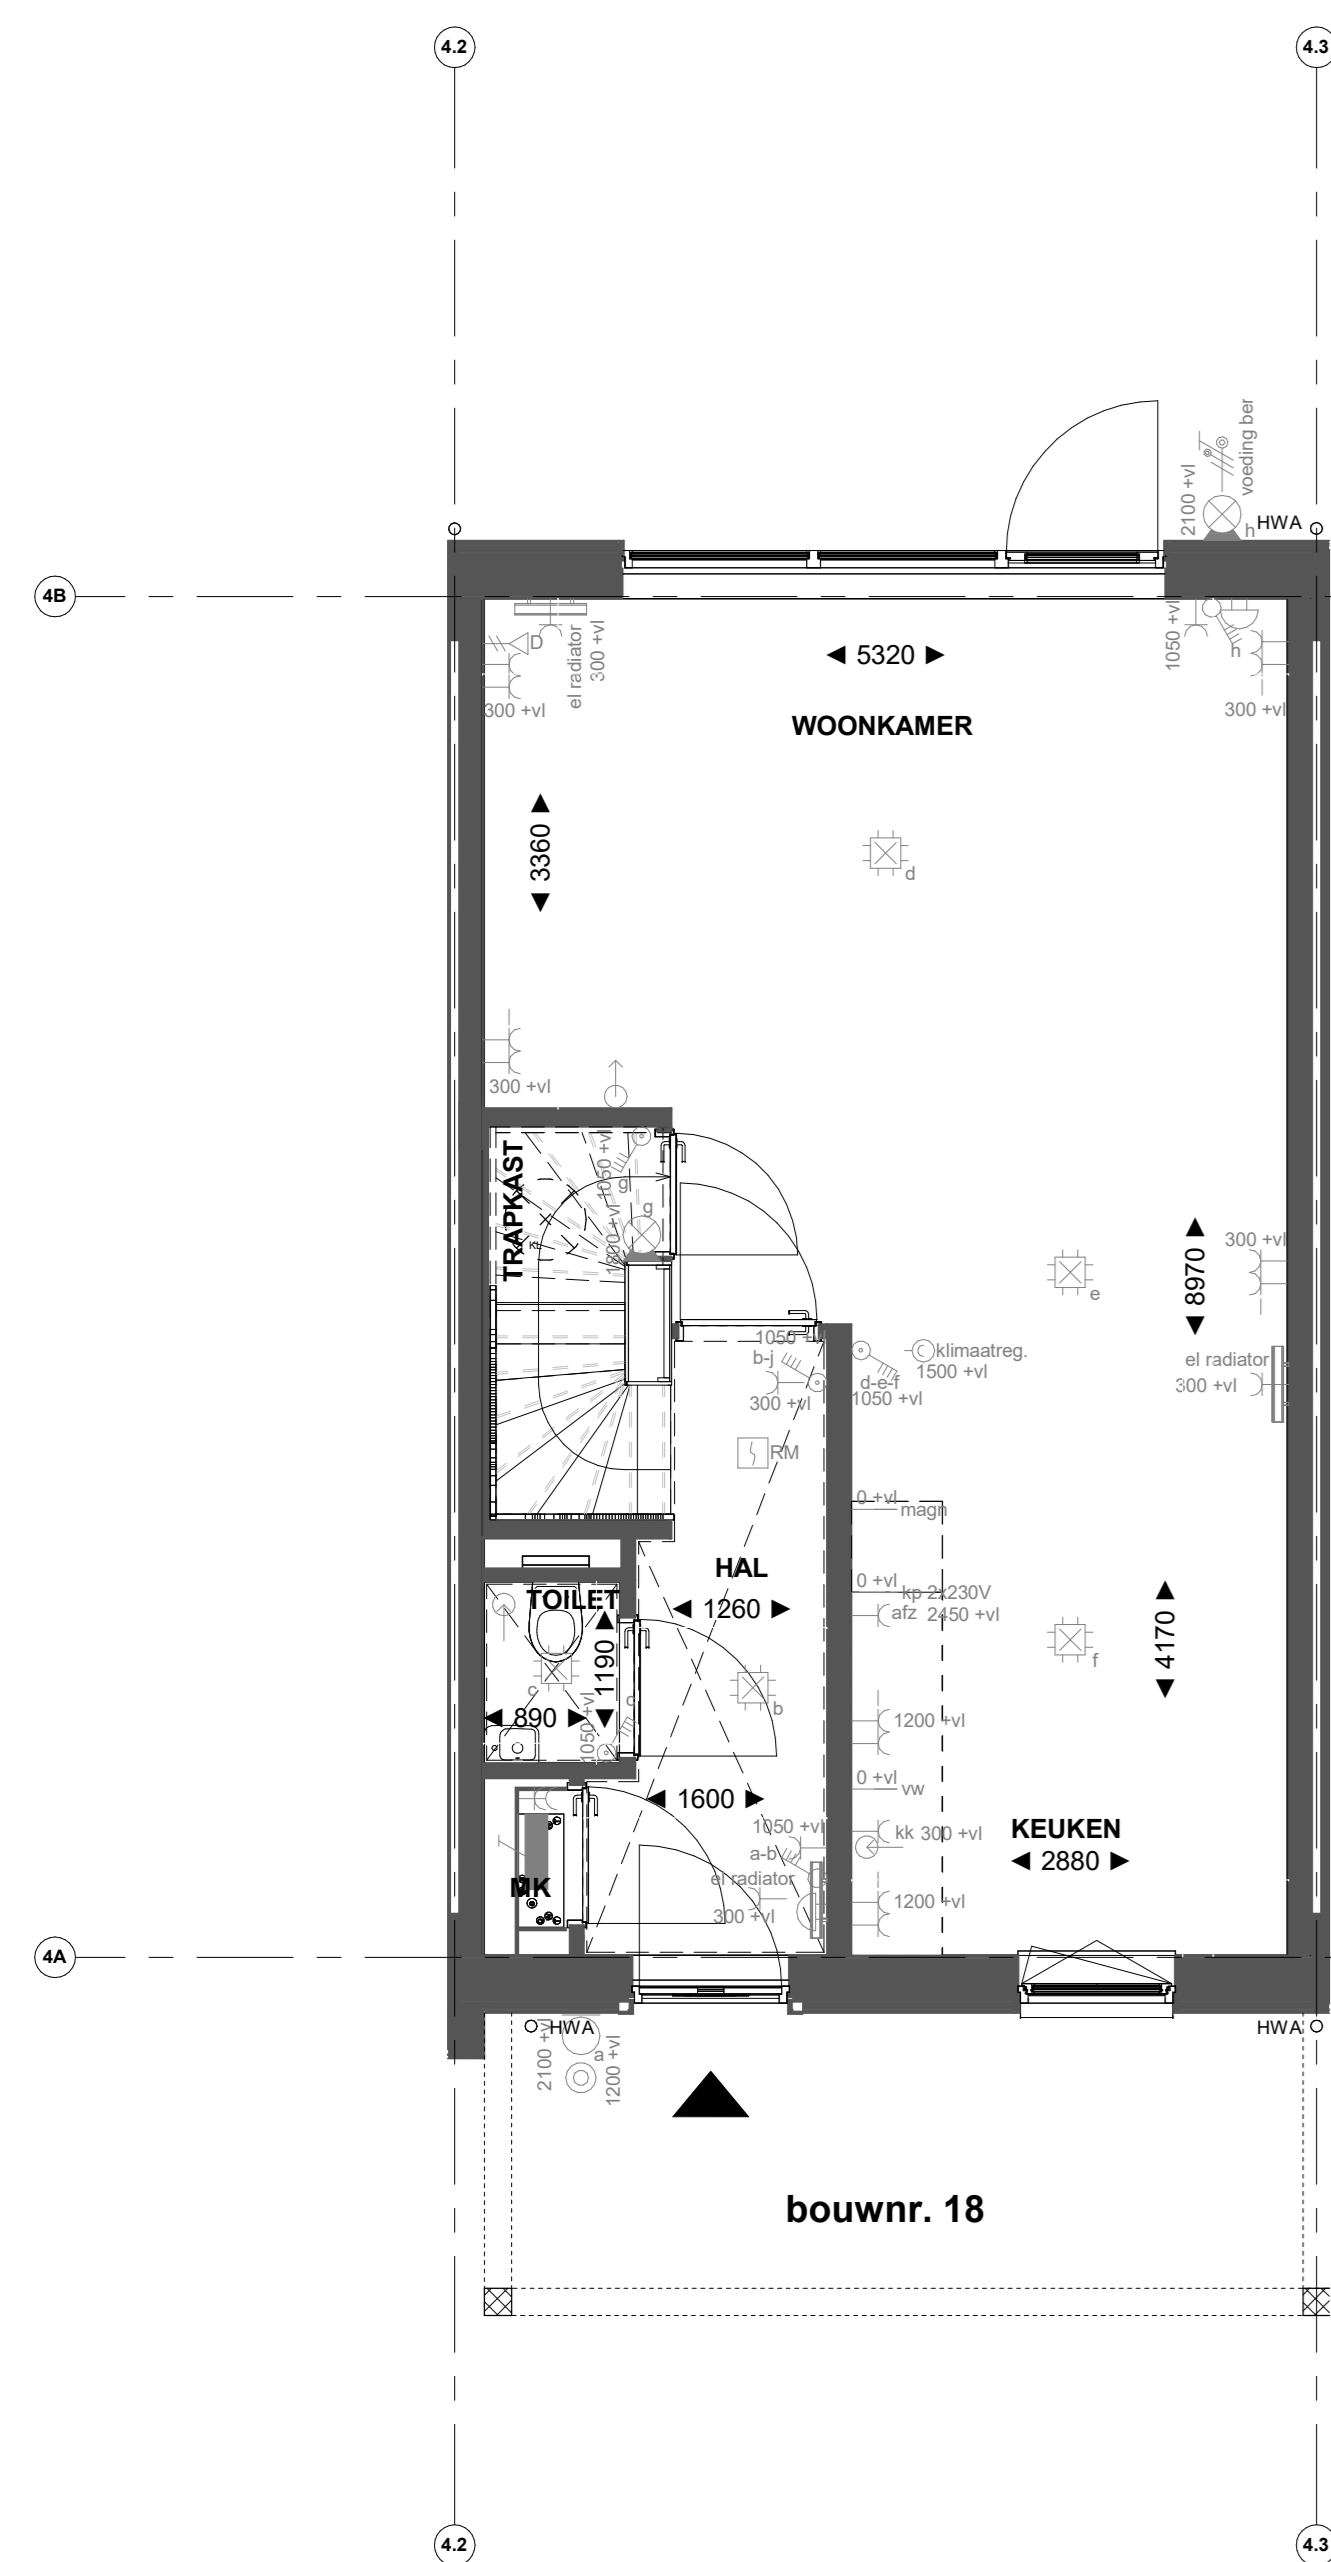 4.2
4.3
voeding ber
2100 +vl
h
HWA
4B
D
el radiator
300 +vl
300 +vl
5320
1050 +vl
h
300 +vl
WOONKAMER
3360
d
300 +vl
TRAPKAST
1050 +vl
g
g
1800 +vl
KL
8970
300 +vl
e
1050 +vl
b-j
300 +vl
klimaatreg.
1500 +vl
d-e-f
1050 +vl
el radiator
300 +vl
RM
0 +vl
magn
HAL
1260
0 +vl
kp 2x230V
afz 2450 +vl
TOILET
1190
c
c
890
1050 +vl
b
4170
f
1200 +vl
0 +vl
vw
1600
1050 +vl
a-b
el radiator
300 +vl
kk 300 +vl
KEUKEN
2880
MK
1200 +vl
4A
HWA
2100 +vl
a
1200 +vl
HWA
bouwnr. 18
4.2
4.3